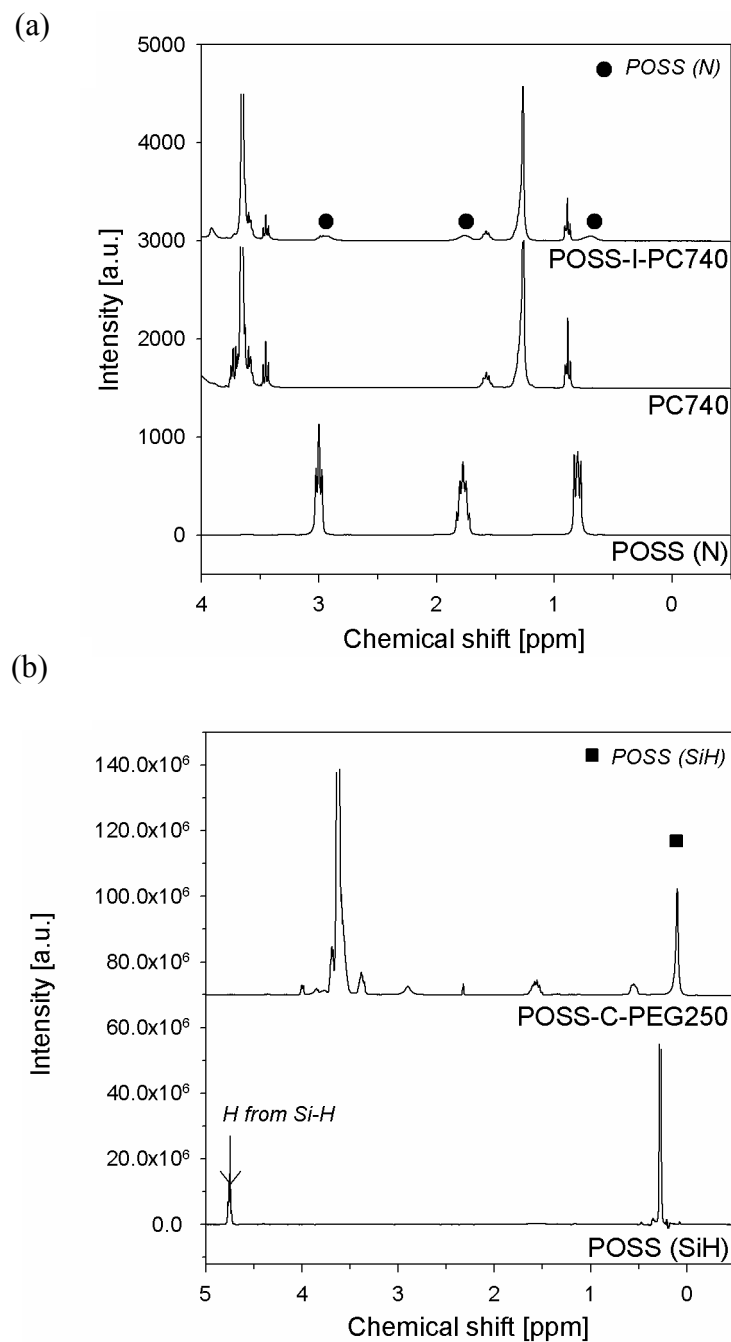 (a)
5000
● POSS (N)
4000
3000
POSS-I-PC740
2000
PC740
1000
0
POSS (N)
Intensity [a.u.]
4 3 2 1 0
Chemical shift [ppm]
(b)
140.0x10⁶
■ POSS (SiH)
120.0x10⁶
100.0x10⁶
80.0x10⁶
POSS-C-PEG250
60.0x10⁶
40.0x10⁶
H from Si-H
20.0x10⁶
0.0
POSS (SiH)
Intensity [a.u.]
5 4 3 2 1 0
Chemical shift [ppm]